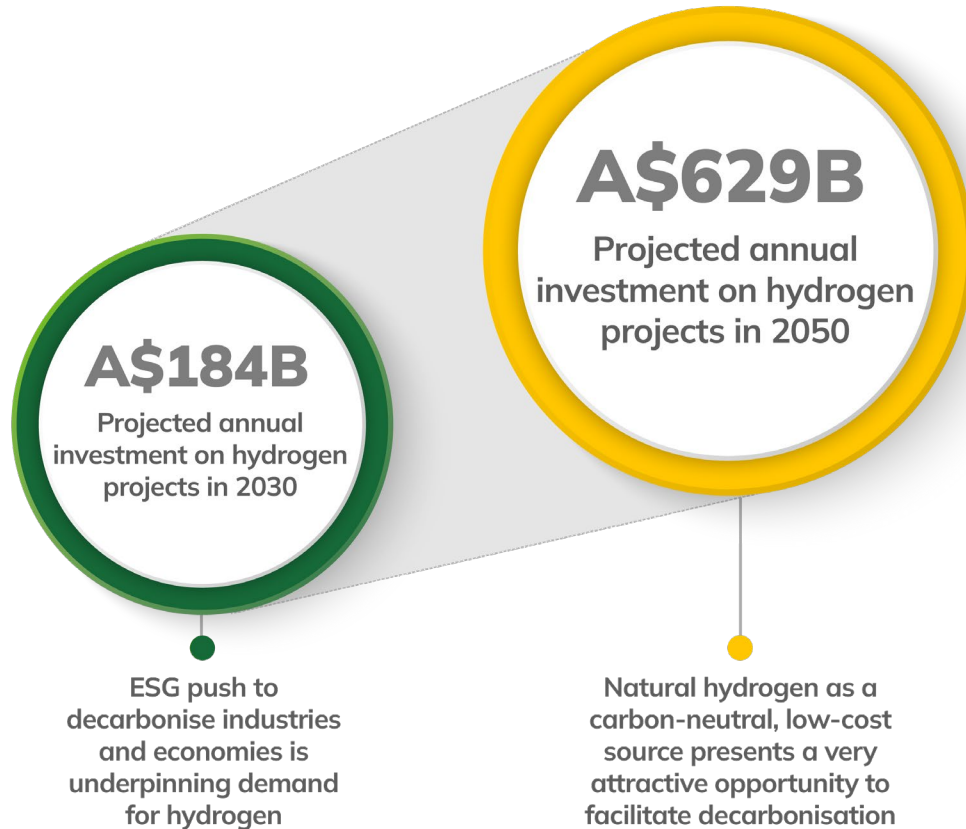 A$184B
Projected annual
investment on hydrogen
projects in 2030
ESG push to
decarbonise industries
and economies is
underpinning demand
for hydrogen
A$629B
Projected annual
investment on hydrogen
projects in 2050
Natural hydrogen as a
carbon-neutral, low-cost
source presents a very
attractive opportunity to
facilitate decarbonisation